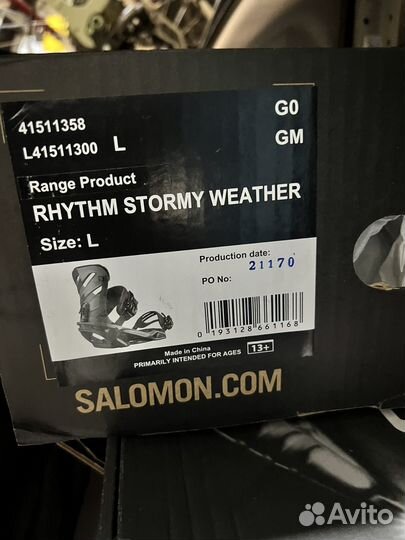 41511358 G0
L41511300 L GM
Range Product
RHYTHM STORMY WEATHER
Size: L
Production date:
21170
PO No:
0 193128 661168
Made in China
PRIMARILY INTENDED FOR AGES 13+
SALOMON.COM
Avito